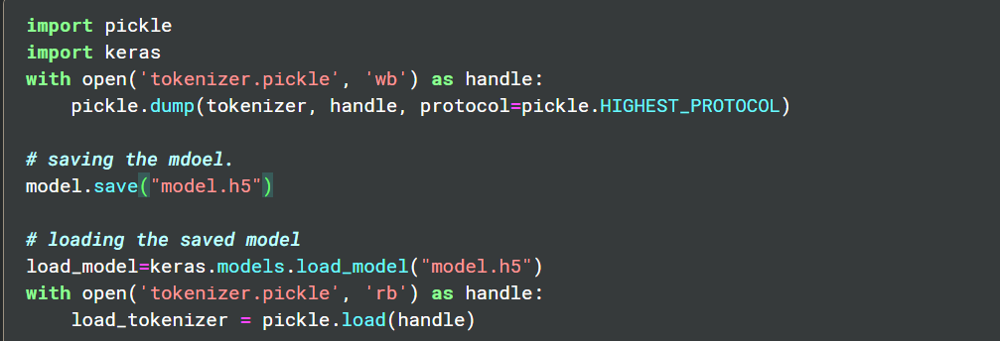 import pickle
import keras
with open('tokenizer.pickle', 'wb') as handle:
    pickle.dump(tokenizer, handle, protocol=pickle.HIGHEST_PROTOCOL)

# saving the mdoel.
model.save("model.h5")

# loading the saved model
load_model=keras.models.load_model("model.h5")
with open('tokenizer.pickle', 'rb') as handle:
    load_tokenizer = pickle.load(handle)